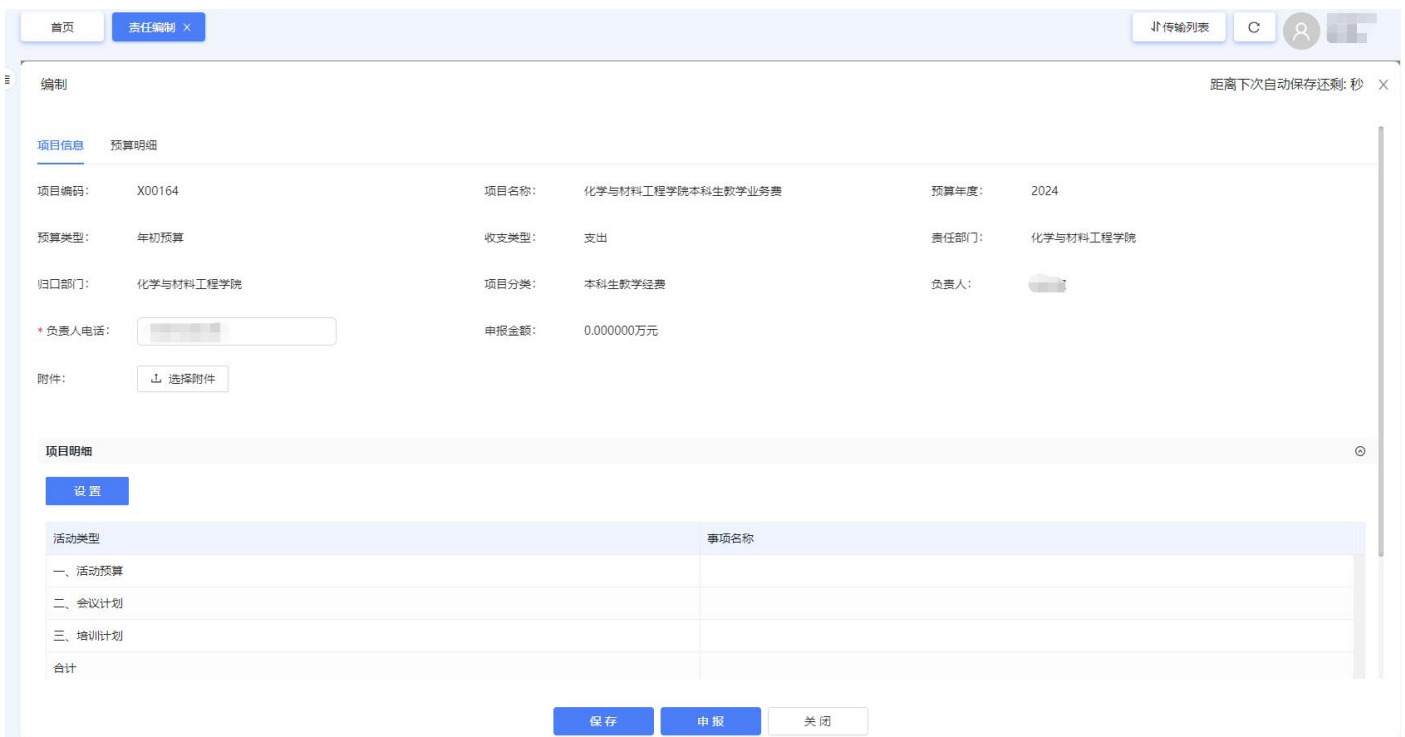 首页 责任编制 × 传输列表 C
编制 距离下次自动保存还剩: 秒 ×
项目信息 预算明细
项目编码: X00164 项目名称: 化学与材料工程学院本科生教学业务费 预算年度: 2024
预算类型: 年初预算 收支类型: 支出 责任部门: 化学与材料工程学院
归口部门: 化学与材料工程学院 项目分类: 本科生教学经费 负责人:
* 负责人电话: 申报金额: 0.000000万元
附件: 选择附件
项目明细
设置
活动类型 事项名称
一、活动预算
二、会议计划
三、培训计划
合计
保存 申报 关闭